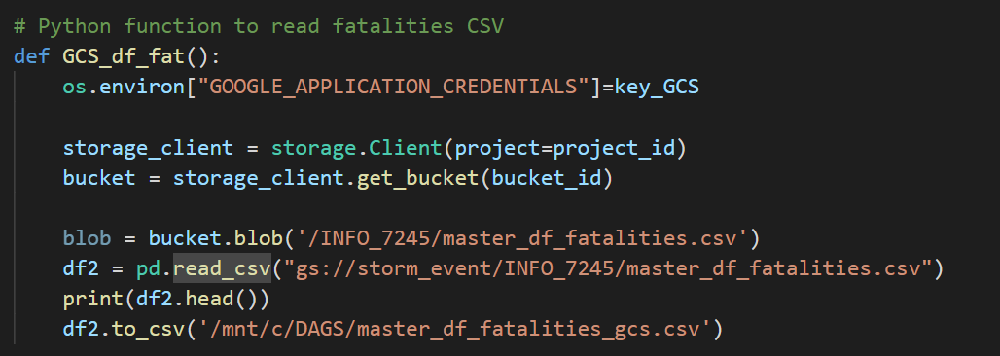 # Python function to read fatalities CSV
def GCS_df_fat():
    os.environ["GOOGLE_APPLICATION_CREDENTIALS"]=key_GCS
    storage_client = storage.Client(project=project_id)
    bucket = storage_client.get_bucket(bucket_id)
    blob = bucket.blob('/INFO_7245/master_df_fatalities.csv')
    df2 = pd.read_csv("gs://storm_event/INFO_7245/master_df_fatalities.csv")
    print(df2.head())
    df2.to_csv('/mnt/c/DAGS/master_df_fatalities_gcs.csv')